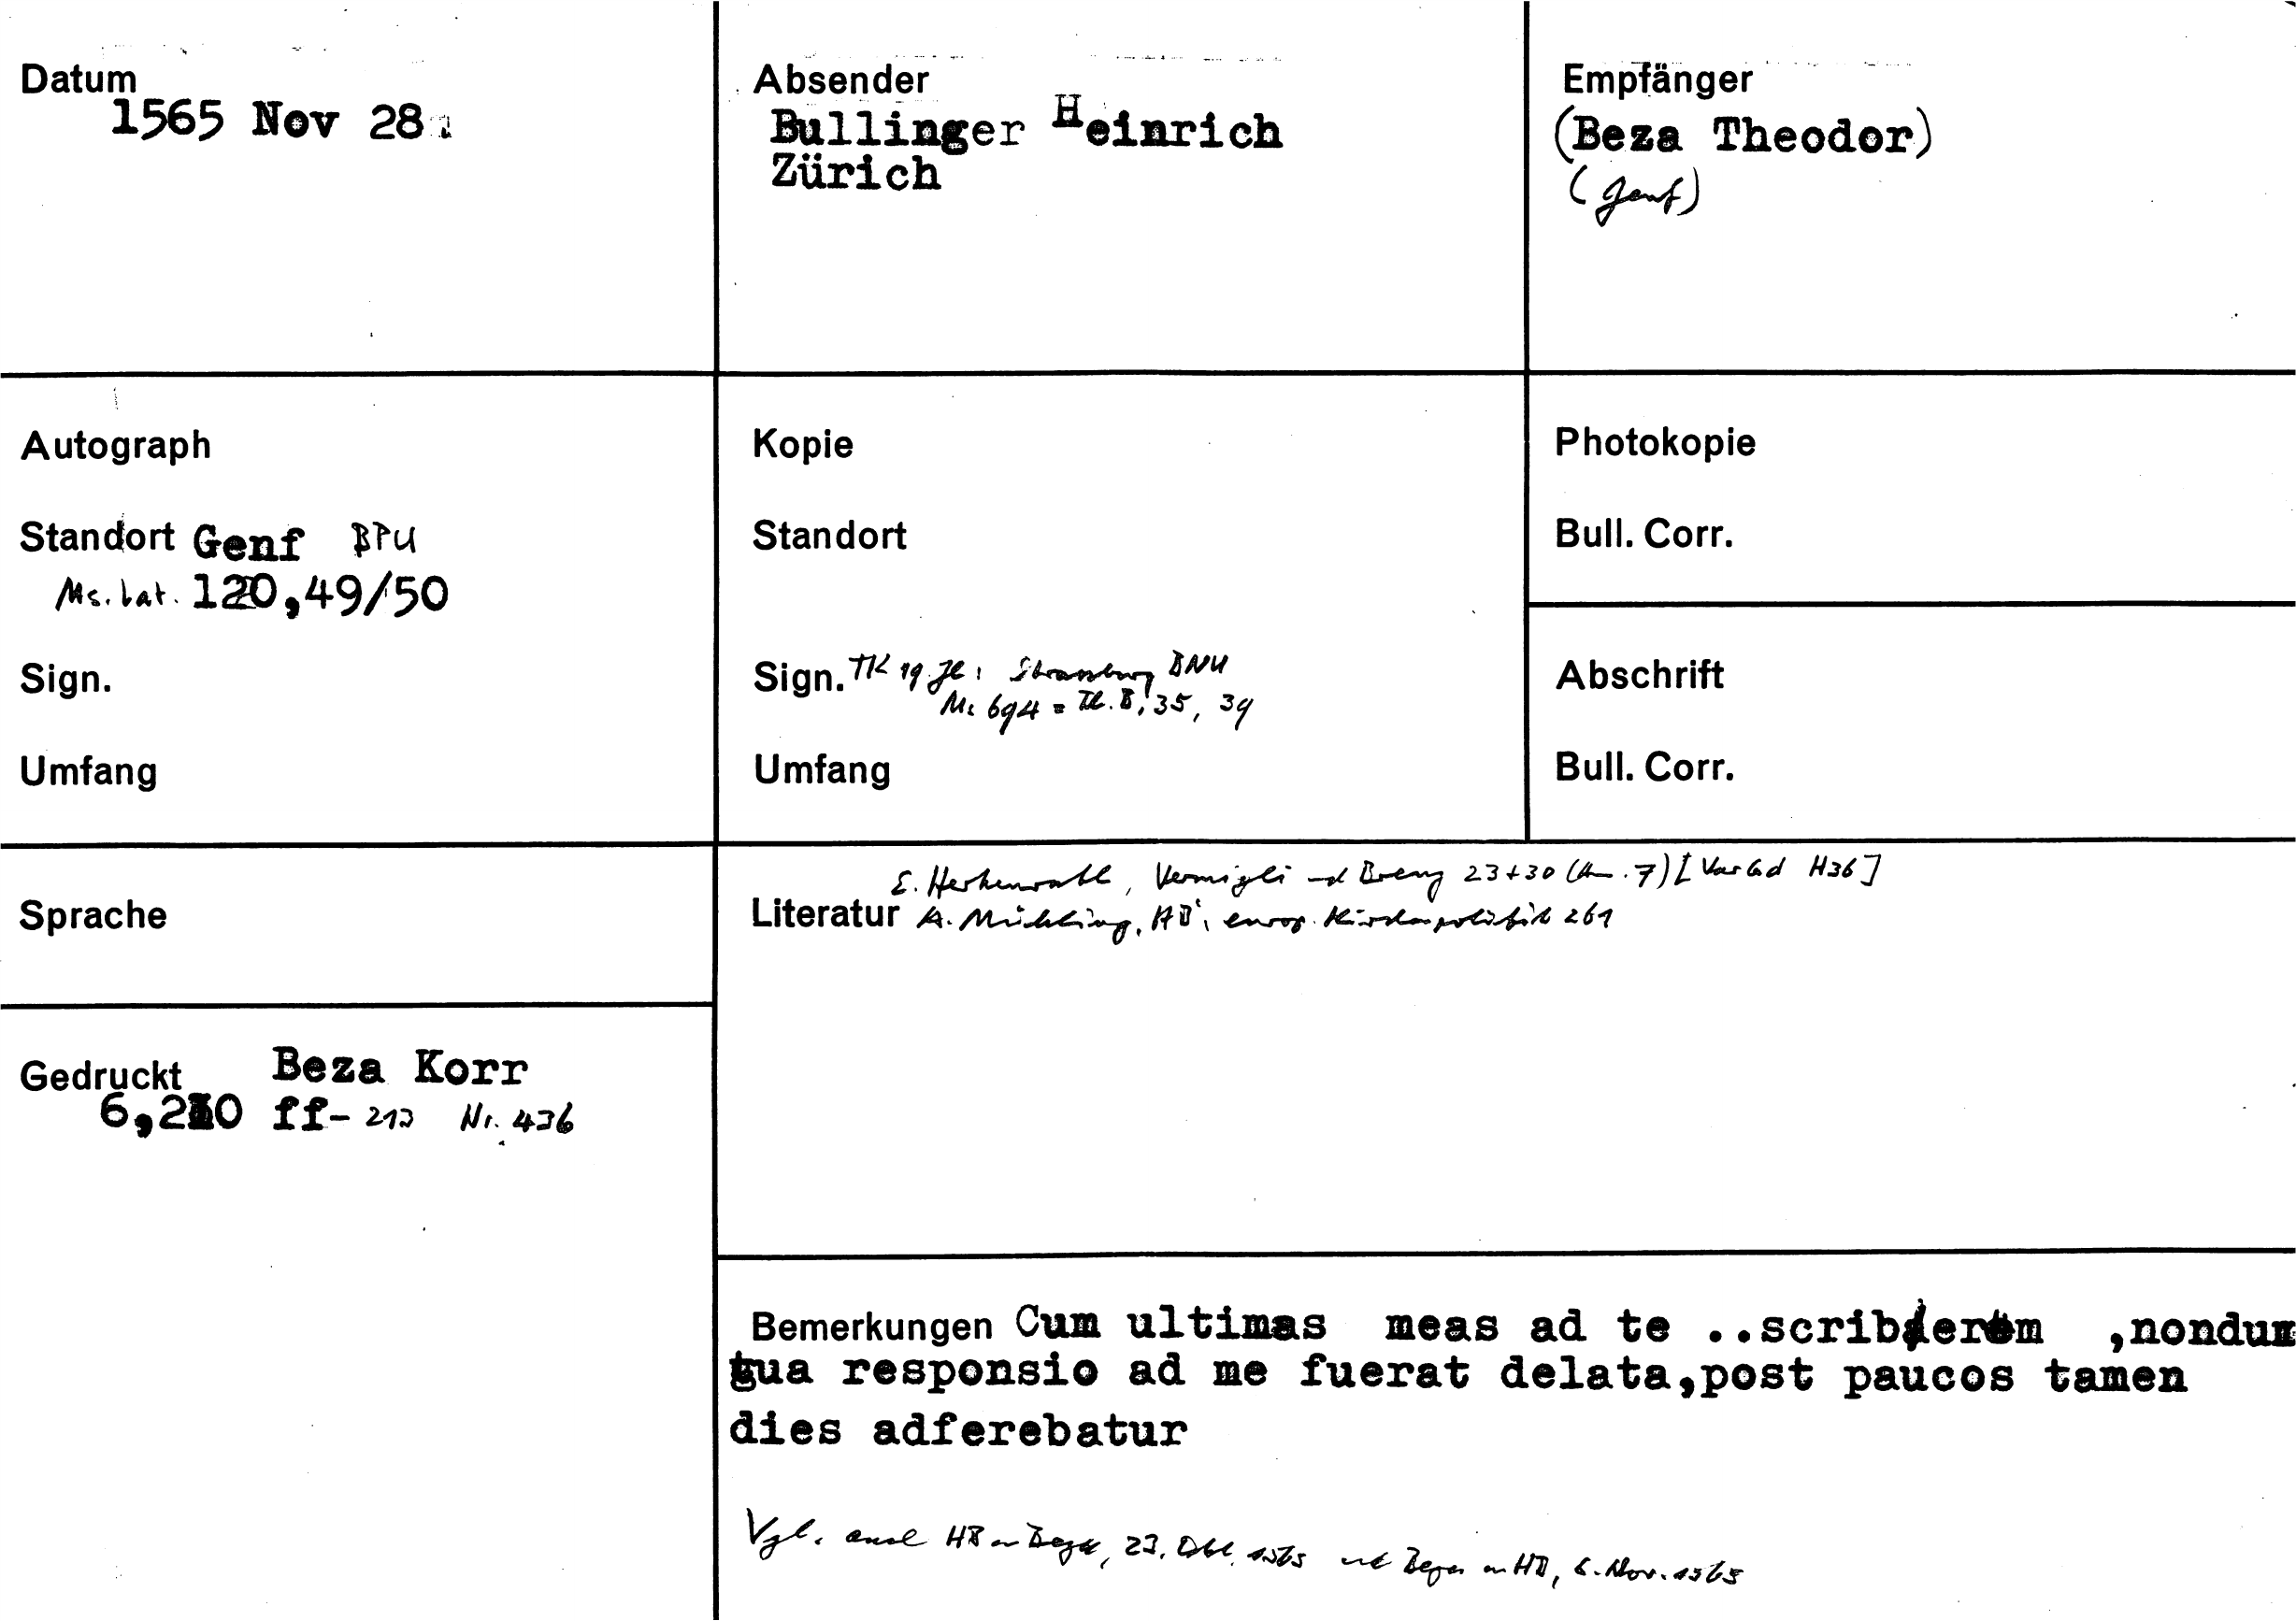 Datum
1565 Nov 28
Absender
Bullinger Heinrich
Zürich
Empfänger
(Beza Theodor)
(Genf)
Autograph
Standort Genf BPU
Ms. lat. 120,49/50
Sign.
Umfang
Kopie
Standort
Sign. TK 19. Jh.: Strassburg BNU
Ms 694 = Th. B, 35, 39
Umfang
Photokopie
Bull. Corr.
Abschrift
Bull. Corr.
Sprache
E. Herkenrath, Vermigli und Brenz 23+30 (Anm. 7) [Var Gd H36]
Literatur A. Mühling, HB's europ. Kirchenpolitik 261
Gedruckt Beza Korr
6,210 ff- 213 Nr. 436
Bemerkungen Cum ultimas meas ad te ..scriberem ,nondum
tua responsio ad me fuerat delata,post paucos tamen
dies adferebatur
Vgl. auch HB an Beza, 23. Okt. 1565 und Beza an HB, 6. Nov. 1565